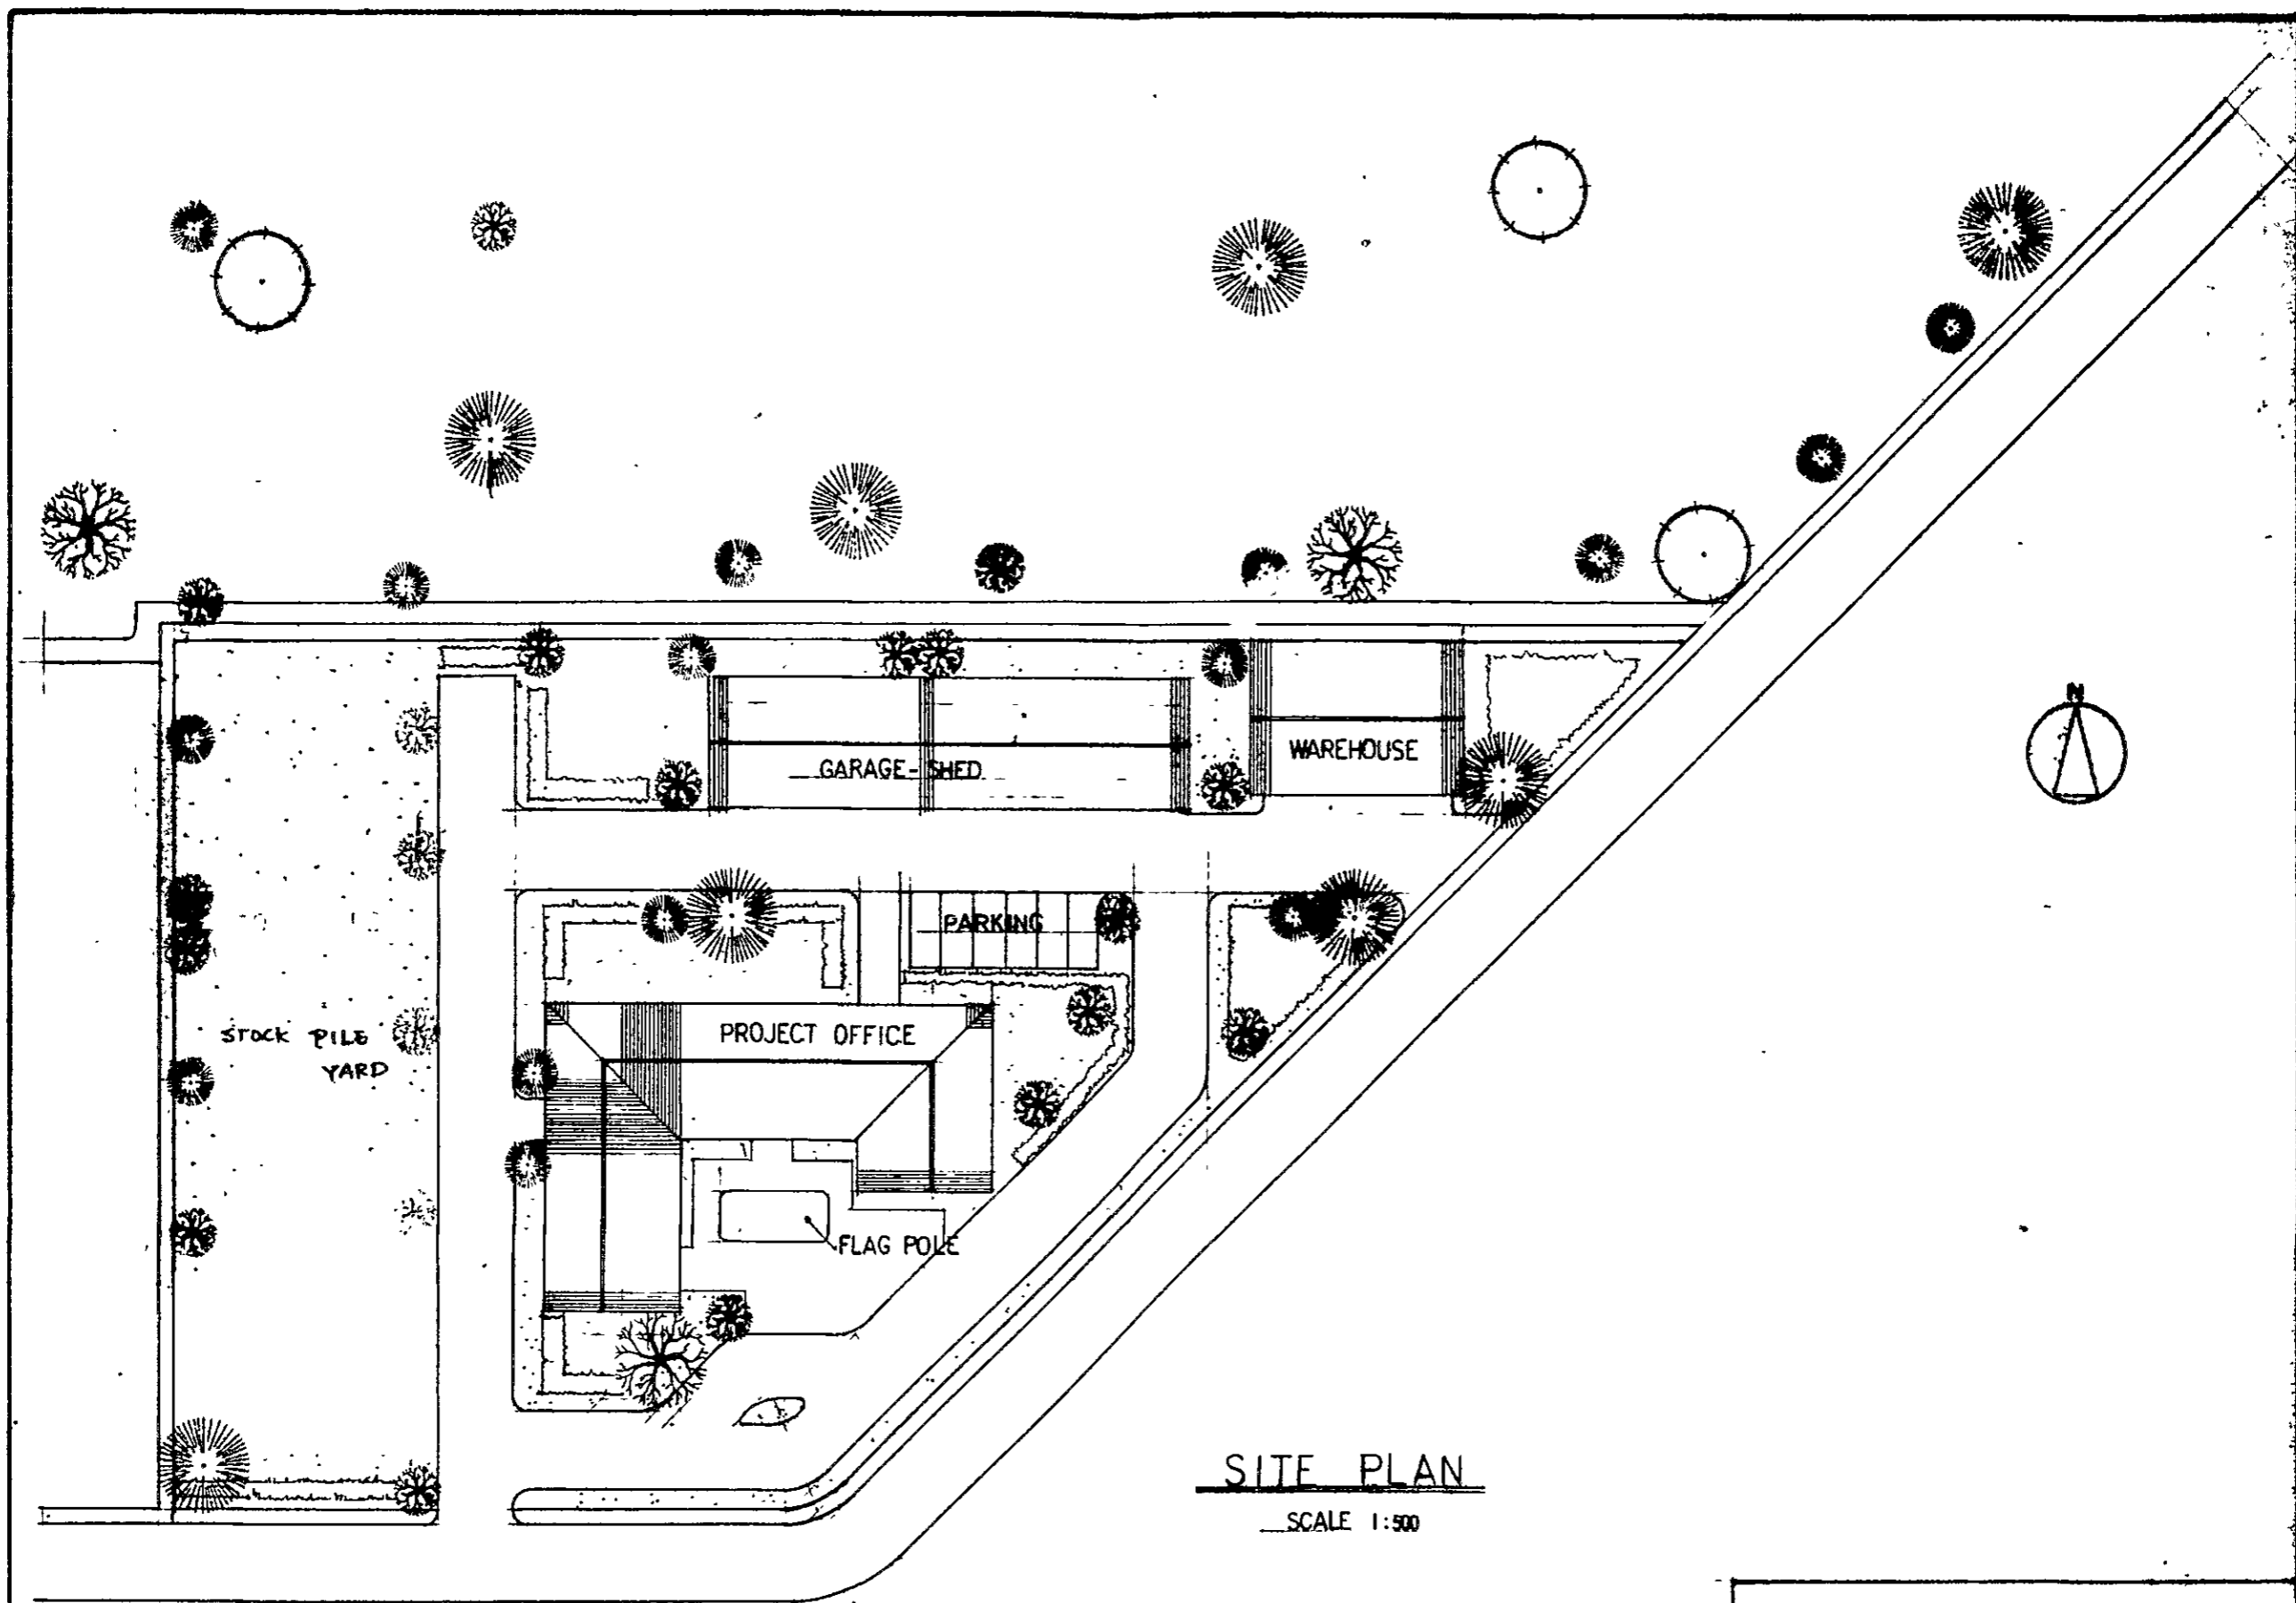 N
GARAGE-SHED
WAREHOUSE
PARKING
PROJECT OFFICE
STOCK PILE
YARD
FLAG POLE
SITE PLAN
SCALE 1:500